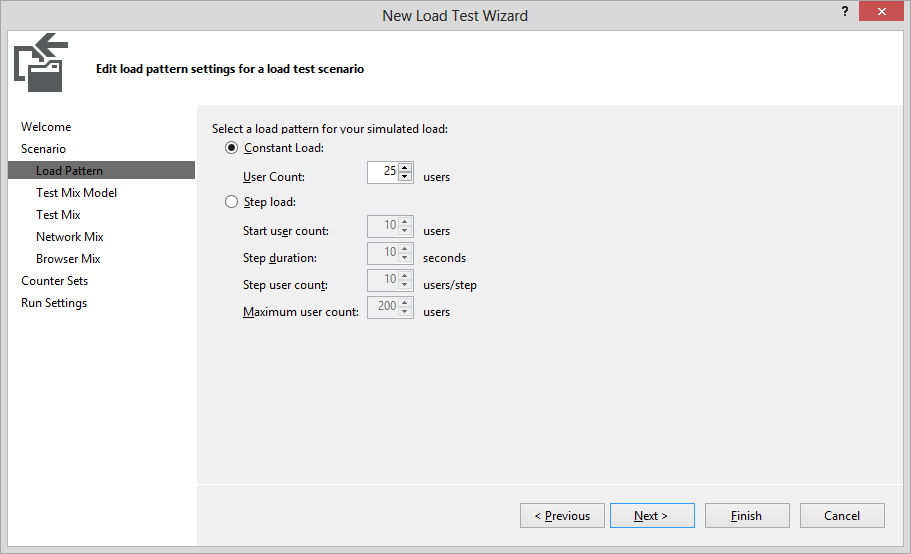 New Load Test Wizard
?
Edit load pattern settings for a load test scenario
Welcome
Scenario
Load Pattern
Test Mix Model
Test Mix
Network Mix
Browser Mix
Counter Sets
Run Settings
Select a load pattern for your simulated load:
Constant Load:
User Count: 25 users
Step load:
Start user count: 10 users
Step duration: 10 seconds
Step user count: 10 users/step
Maximum user count: 200 users
< Previous Next > Finish Cancel